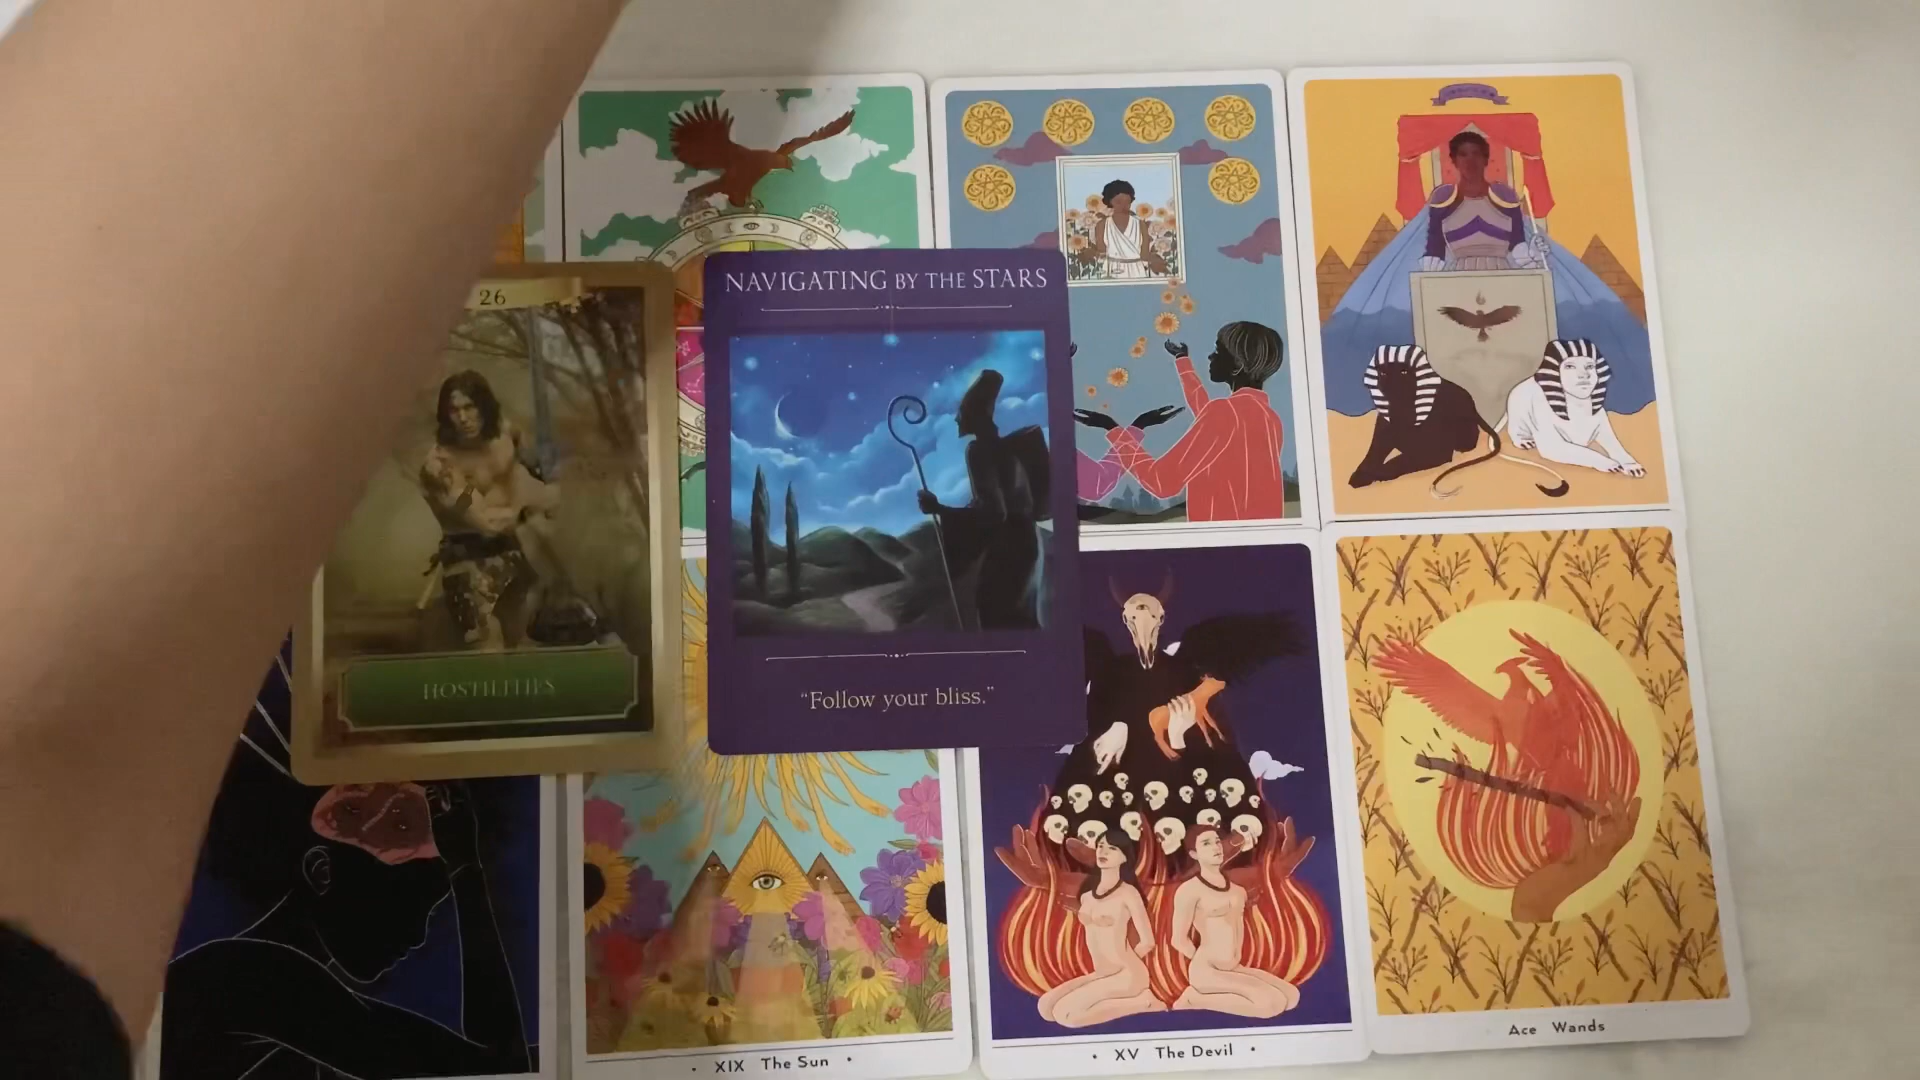 26
HOSTILITIES
NAVIGATING BY THE STARS
"Follow your bliss."
XIX The Sun
XV The Devil
Ace Wands